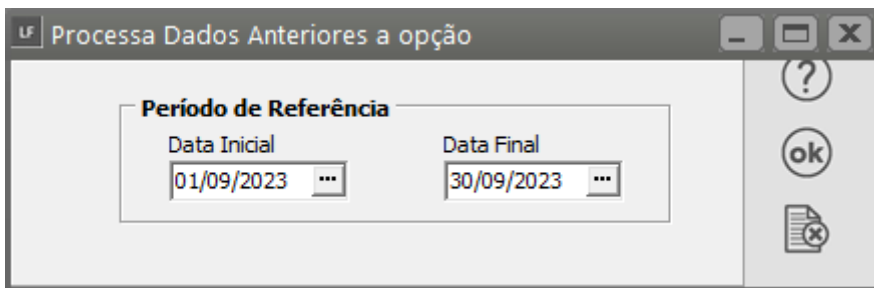 LF Processa Dados Anteriores a opção
?
Período de Referência
Data Inicial Data Final
01/09/2023 ... 30/09/2023 ...
ok